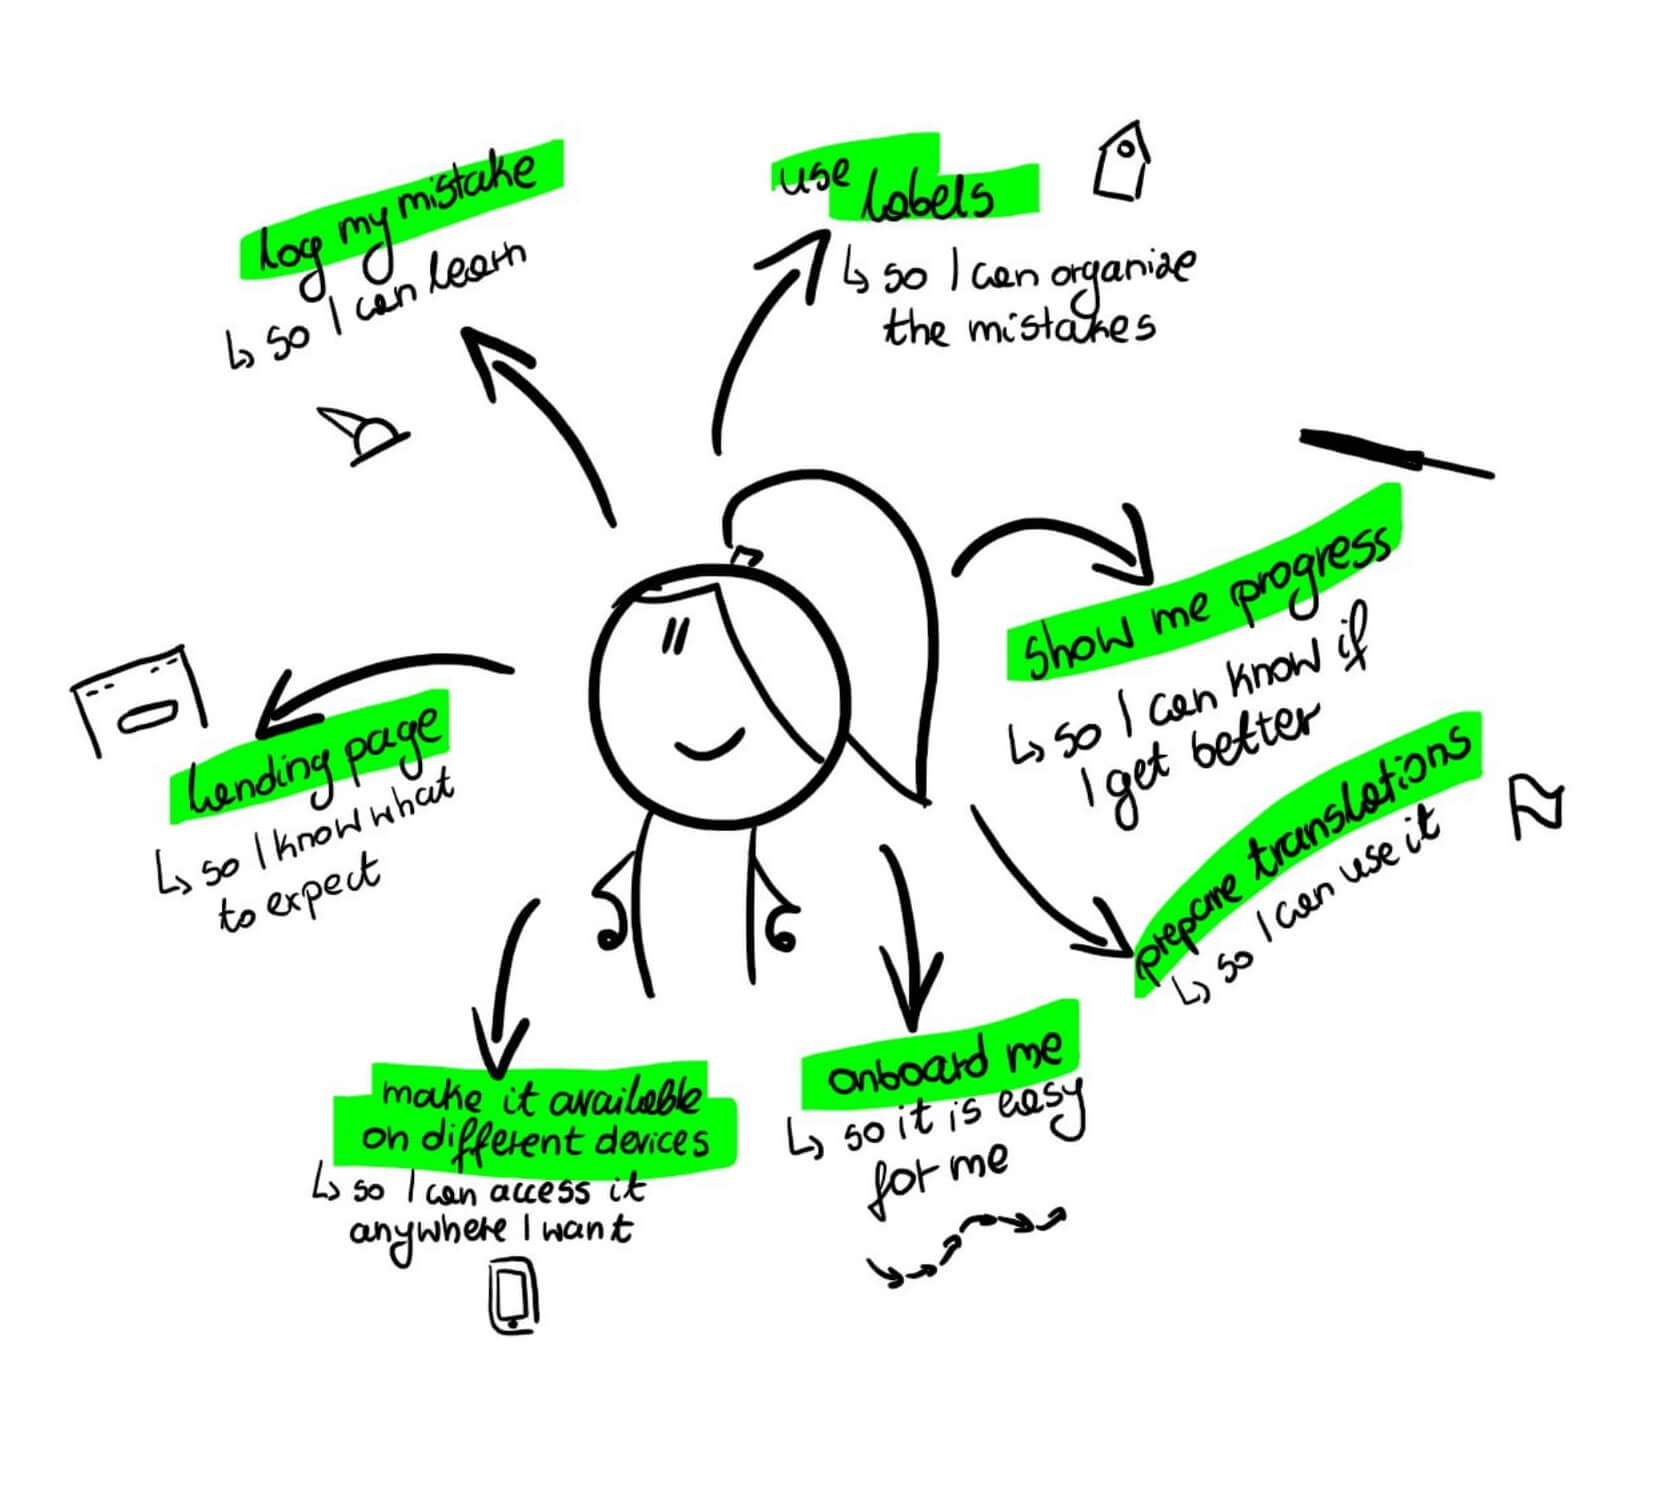 log my mistake
↳ so I can learn
use labels
↳ so I can organize
the mistakes
show me progress
↳ so I can know if
I get better
landing page
↳ so I know what
to expect
prepare translations
↳ so I can use it
onboard me
↳ so it is easy
for me
make it available
on different devices
↳ so I can access it
anywhere I want